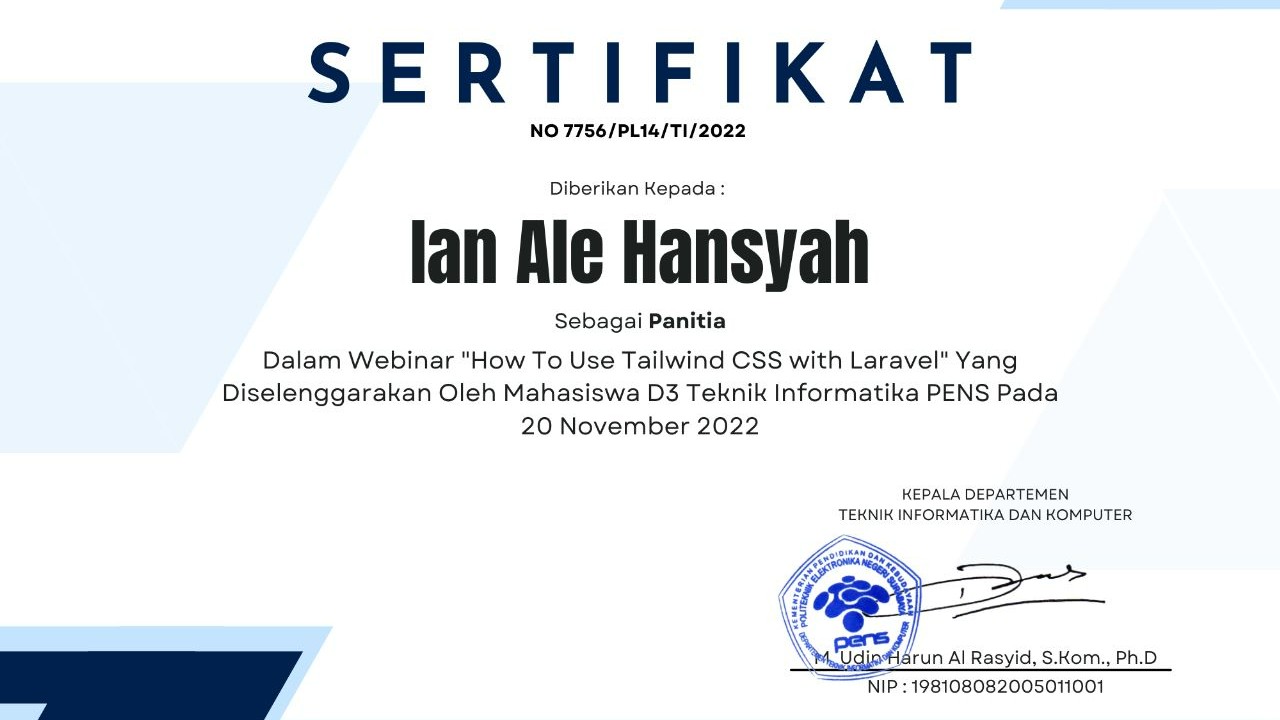 SERTIFIKAT
NO 7756/PL14/TI/2022
Diberikan Kepada :
Ian Ale Hansyah
Sebagai Panitia
Dalam Webinar "How To Use Tailwind CSS with Laravel" Yang
Diselenggarakan Oleh Mahasiswa D3 Teknik Informatika PENS Pada
20 November 2022
KEPALA DEPARTEMEN
TEKNIK INFORMATIKA DAN KOMPUTER
KEMENTERIAN PENDIDIKAN DAN KEBUDAYAAN
POLITEKNIK ELEKTRONIKA NEGERI SURABAYA
pens
DEPARTEMEN TEKNIK INFORMATIKA DAN KOMPUTER
M. Udin Harun Al Rasyid, S.Kom., Ph.D
NIP : 198108082005011001